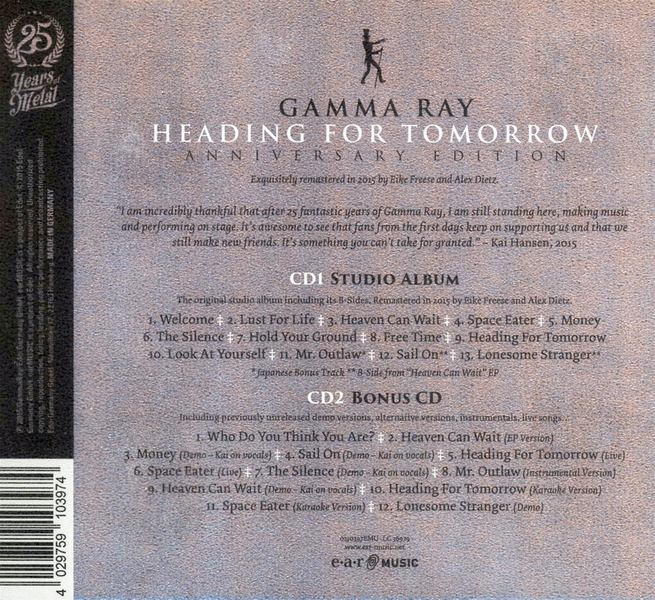 25
Years of
Metal
GAMMA RAY
HEADING FOR TOMORROW
ANNIVERSARY EDITION
Exquisitely remastered in 2015 by Eike Freese and Alex Dietz.
"I am incredibly thankful that after 25 fantastic years of Gamma Ray, I am still standing here, making music
and performing on stage. It's awesome to see that fans from the first days keep on supporting us and that we
still make new friends. It's something you can't take for granted." – Kai Hansen, 2015
CD1 STUDIO ALBUM
The original studio album including its B-Sides. Remastered in 2015 by Eike Freese and Alex Dietz.
1. Welcome ‡ 2. Lust For Life ‡ 3. Heaven Can Wait ‡ 4. Space Eater ‡ 5. Money
6. The Silence ‡ 7. Hold Your Ground ‡ 8. Free Time ‡ 9. Heading For Tomorrow
10. Look At Yourself ‡ 11. Mr. Outlaw* ‡ 12. Sail On** ‡ 13. Lonesome Stranger**
* Japanese Bonus Track ** B-Side from "Heaven Can Wait" EP
CD2 BONUS CD
Including previously unreleased demo versions, alternative versions, instrumentals, live songs...
1. Who Do You Think You Are? ‡ 2. Heaven Can Wait (EP Version)
3. Money (Demo – Kai on vocals) ‡ 4. Sail On (Demo – Kai on vocals) ‡ 5. Heading For Tomorrow (Live)
6. Space Eater (Live) ‡ 7. The Silence (Demo – Kai on vocals) ‡ 8. Mr. Outlaw (Instrumental Version)
9. Heaven Can Wait (Demo – Kai on vocals) ‡ 10. Heading For Tomorrow (Karaoke Version)
11. Space Eater (Karaoke Version) ‡ 12. Lonesome Stranger (Demo)
0210397EMU · LC 36979
www.ear-music.net
e·a·r MUSIC
MADE IN GERMANY
4 029759 103974